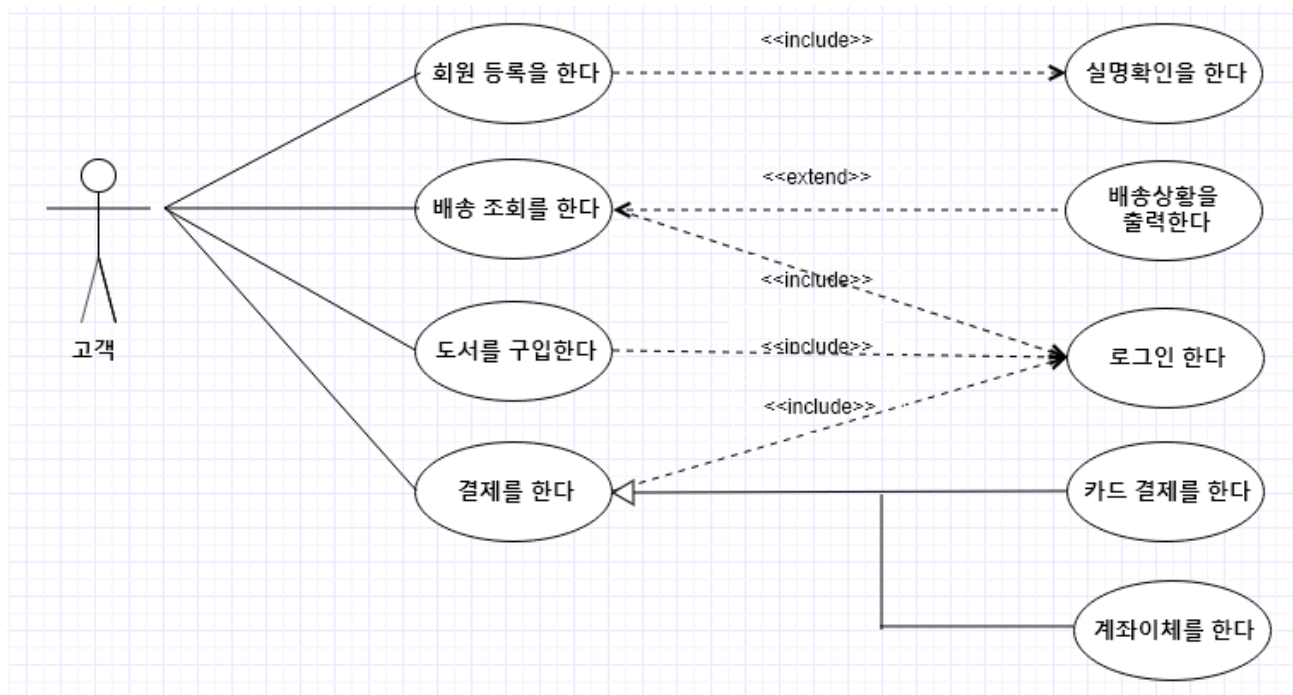 <<include>>
회원 등록을 한다
실명확인을 한다
<<extend>>
배송 조회를 한다
배송상황을
출력한다
<<include>>
고객
도서를 구입한다
<<include>>
로그인 한다
<<include>>
결제를 한다
카드 결제를 한다
계좌이체를 한다